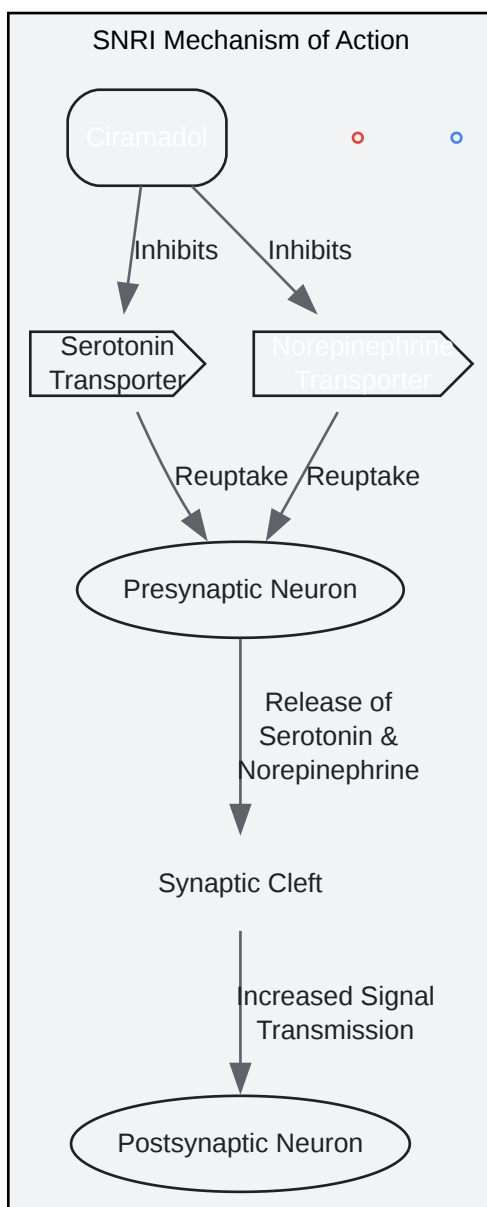 SNRI Mechanism of Action
Ciramadol
Inhibits
Inhibits
Serotonin
Transporter
Norepinephrine
Transporter
Reuptake
Reuptake
Presynaptic Neuron
Release of
Serotonin &
Norepinephrine
Synaptic Cleft
Increased Signal
Transmission
Postsynaptic Neuron